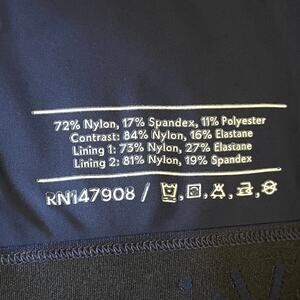 72% Nylon, 17% Spandex, 11% Polyester
Contrast: 84% Nylon, 16% Elastane
Lining 1: 73% Nylon, 27% Elastane
Lining 2: 81% Nylon, 19% Spandex
RN147908 /